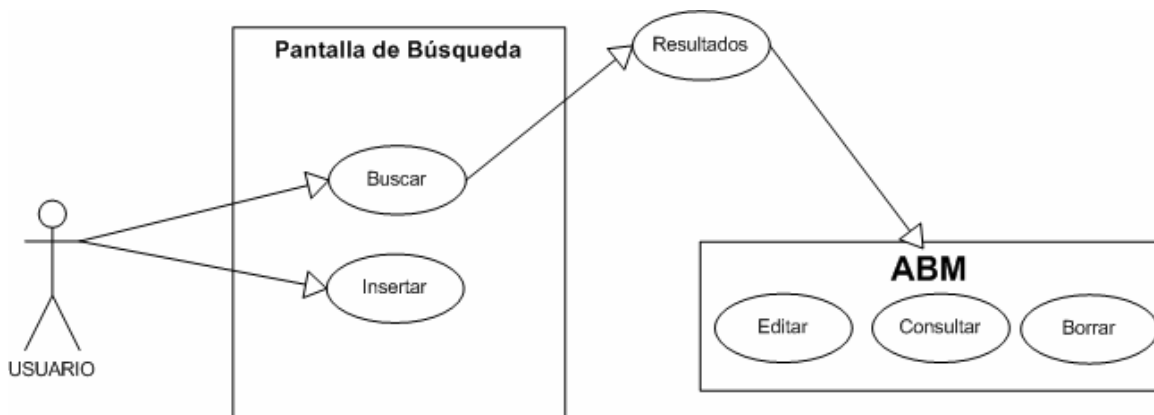 Pantalla de Búsqueda
Resultados
Buscar
Insertar
USUARIO
ABM
Editar
Consultar
Borrar